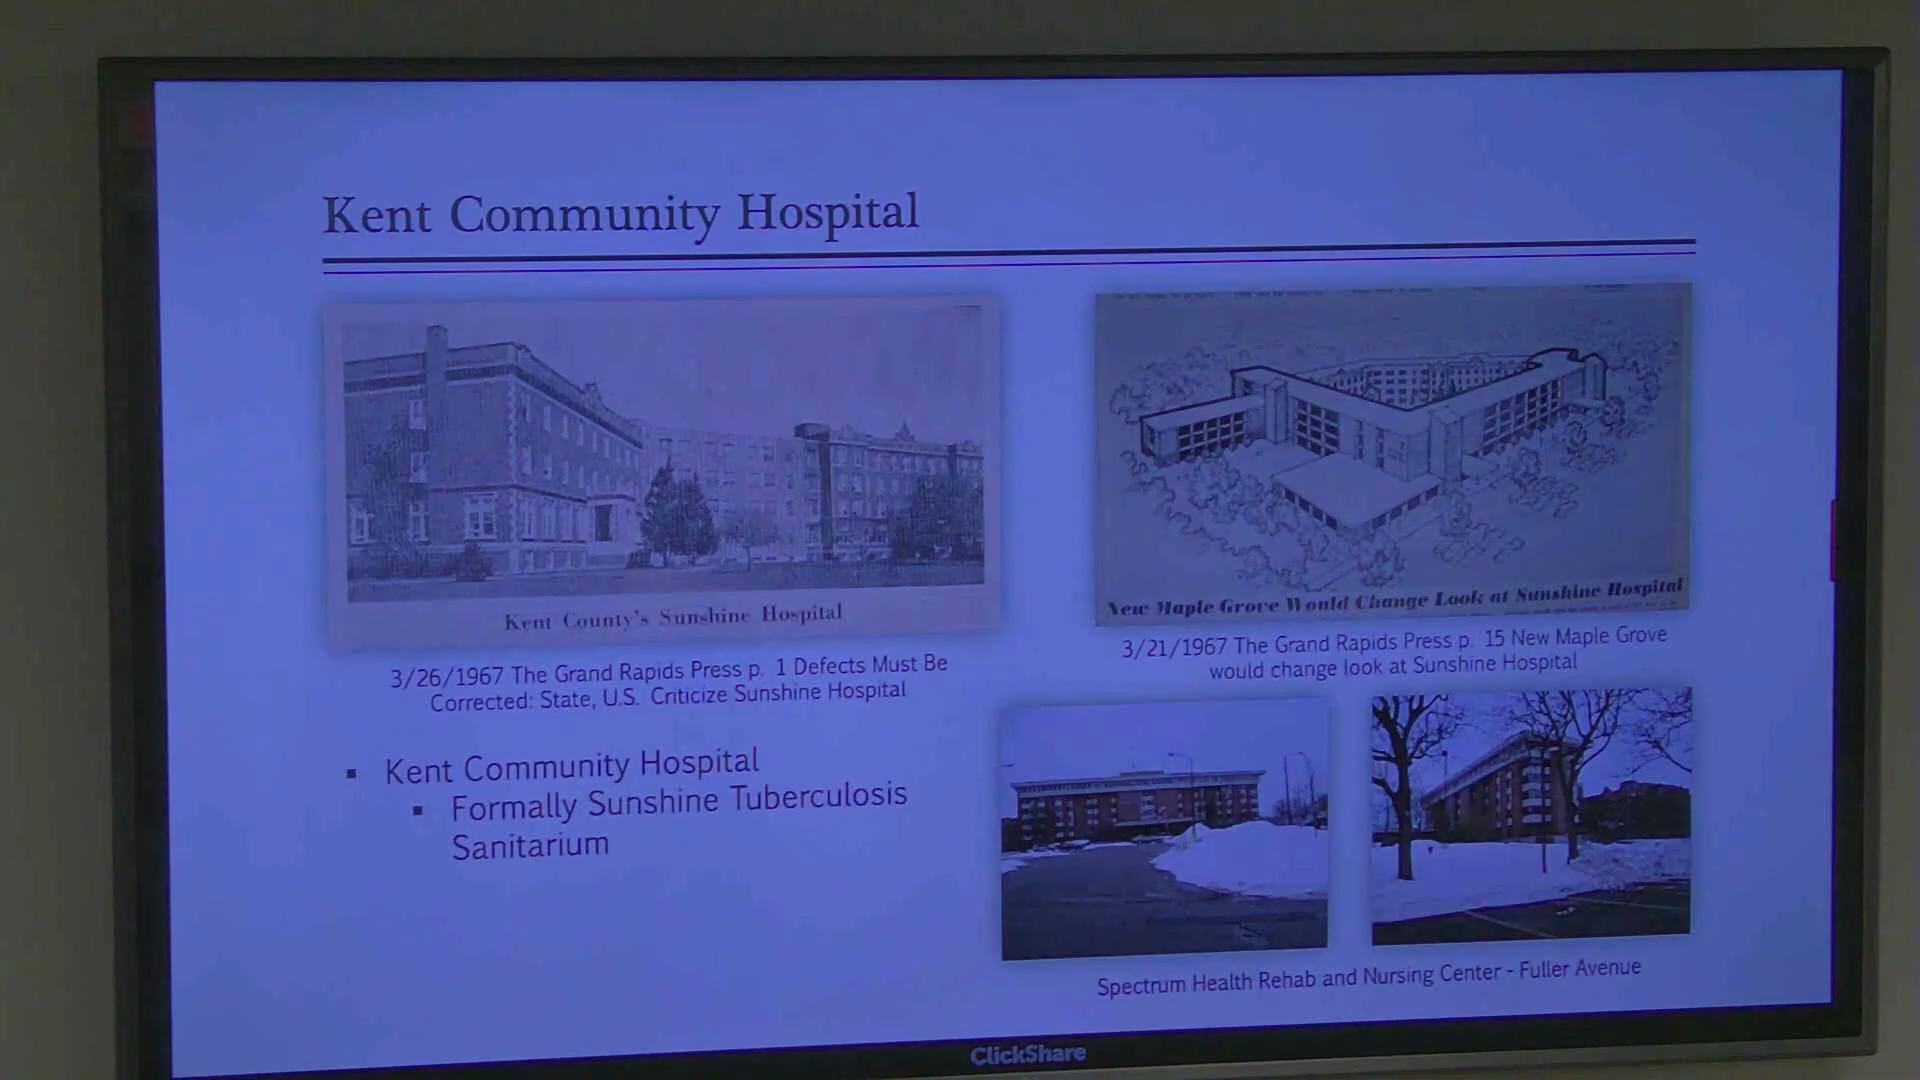 Kent Community Hospital
Kent County's Sunshine Hospital
3/26/1967 The Grand Rapids Press p. 1 Defects Must Be
Corrected: State, U.S. Criticize Sunshine Hospital
New Maple Grove Would Change Look at Sunshine Hospital
3/21/1967 The Grand Rapids Press p. 15 New Maple Grove
would change look at Sunshine Hospital
▪ Kent Community Hospital
▪ Formally Sunshine Tuberculosis
Sanitarium
Spectrum Health Rehab and Nursing Center - Fuller Avenue
ClickShare